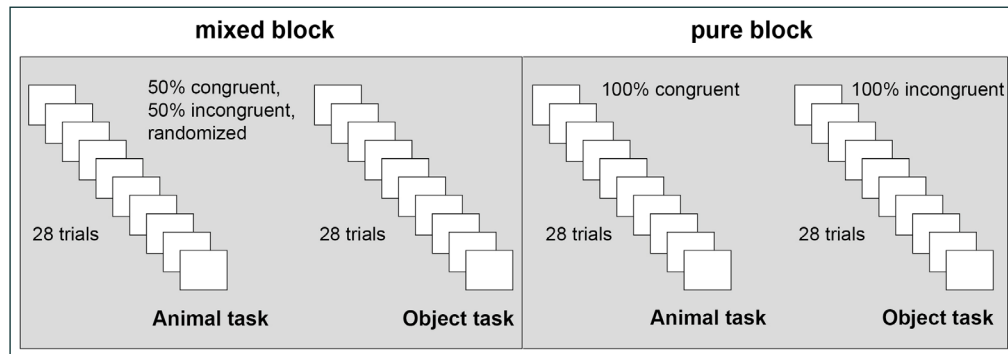 mixed block
50% congruent,
50% incongruent,
randomized
28 trials
28 trials
Animal task
Object task
pure block
100% congruent
100% incongruent
28 trials
28 trials
Animal task
Object task